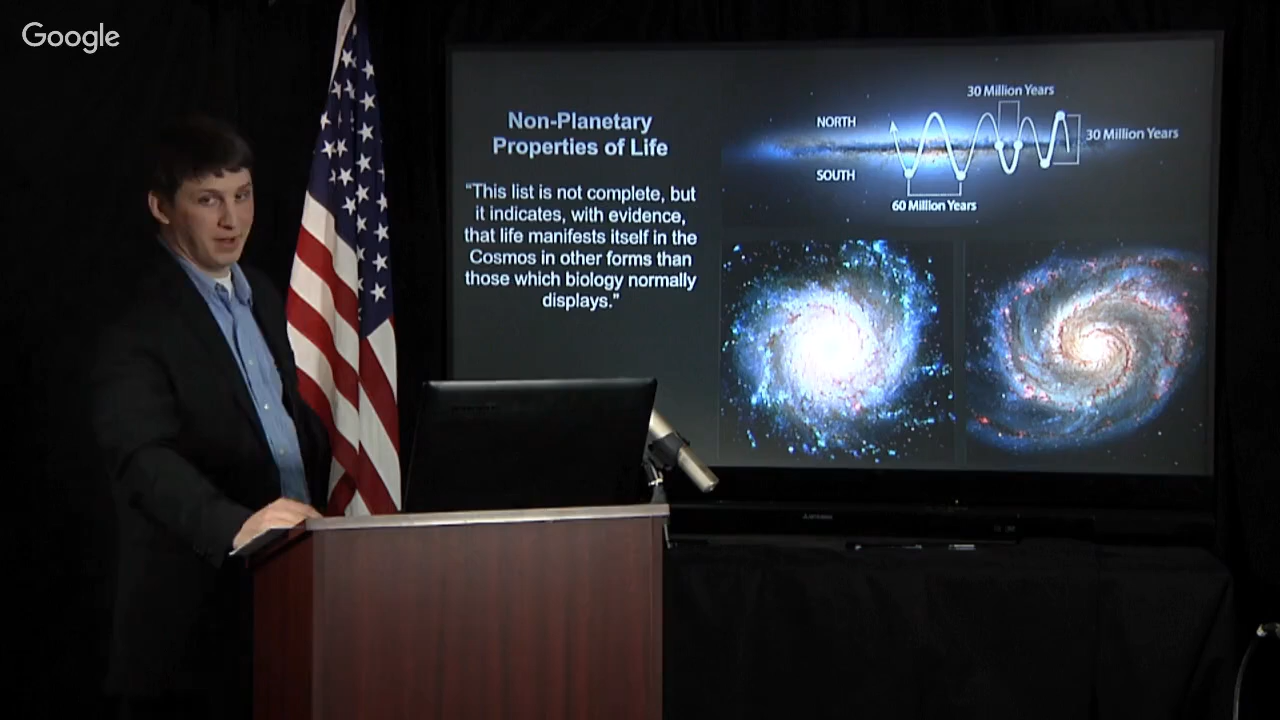 Google
Non-Planetary
Properties of Life
“This list is not complete, but
it indicates, with evidence,
that life manifests itself in the
Cosmos in other forms than
those which biology normally
displays.”
30 Million Years
NORTH
30 Million Years
SOUTH
60 Million Years